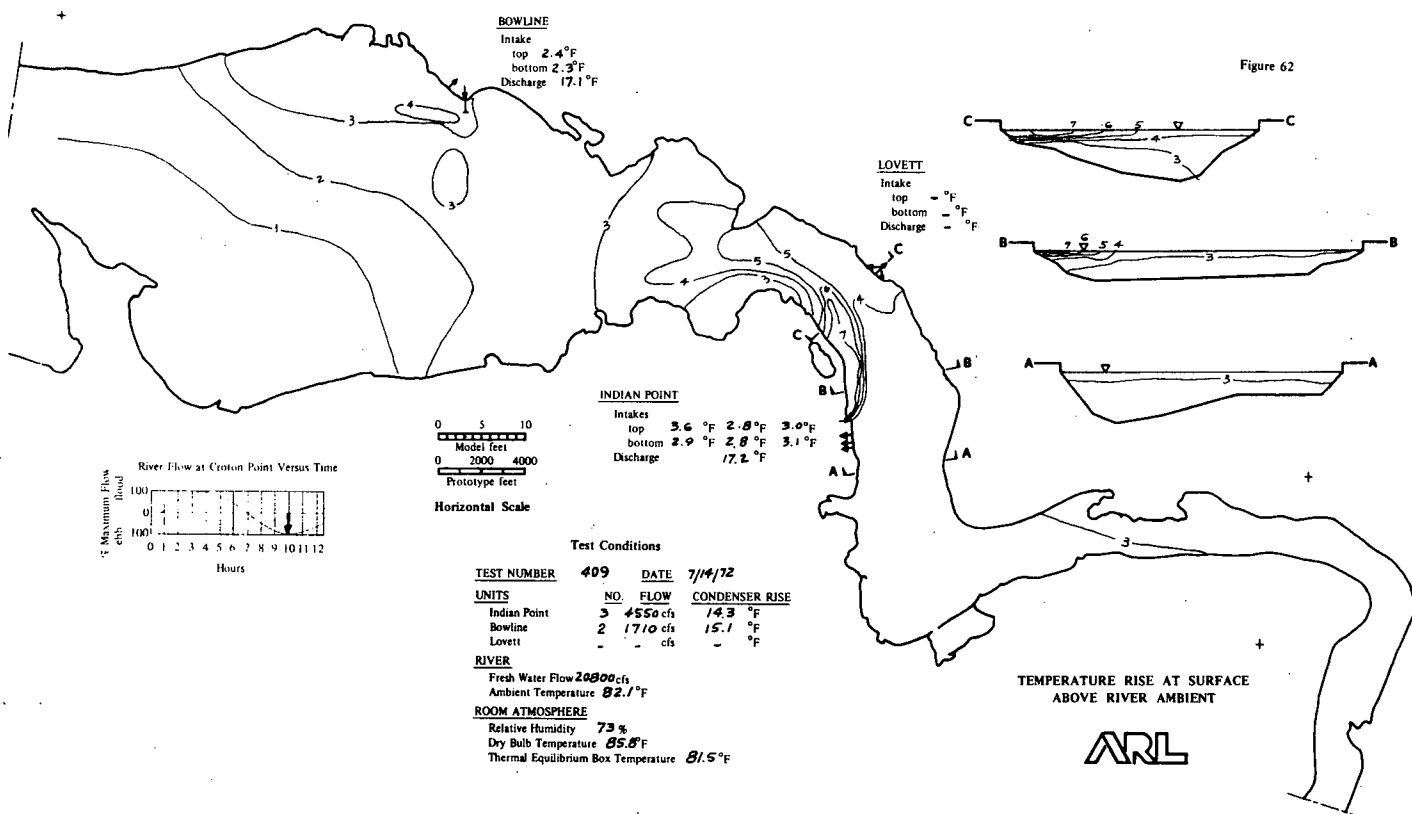 Figure 62
BOWLINE
Intake
top 2.4°F
bottom 2.3°F
Discharge 17.1°F
4
3
2
3
1
3
5
5
4
3
6
7
4
3
LOVETT
Intake
top - °F
bottom - °F
Discharge - °F
C
C
B
B
A
A
C 7 6 5 4 3 C
B 7 6 5 4 3 B
A 3 A
INDIAN POINT
Intakes
top 3.6 °F 2.8°F 3.0°F
bottom 2.9 °F 2.8 °F 3.1°F
Discharge 17.2 °F
0 5 10
Model feet
0 2000 4000
Prototype feet
Horizontal Scale
River Flow at Croton Point Versus Time
% Maximum Flow
ebb flood
100
0
100
0 1 2 3 4 5 6 7 8 9 10 11 12
Hours
Test Conditions
TEST NUMBER 409 DATE 7/14/72
UNITS NO. FLOW CONDENSER RISE
Indian Point 3 4550 cfs 14.3 °F
Bowline 2 1710 cfs 15.1 °F
Lovett - - cfs - °F
RIVER
Fresh Water Flow 20800 cfs
Ambient Temperature 82.1°F
ROOM ATMOSPHERE
Relative Humidity 73 %
Dry Bulb Temperature 85.8°F
Thermal Equilibrium Box Temperature 81.5°F
TEMPERATURE RISE AT SURFACE
ABOVE RIVER AMBIENT
ARL